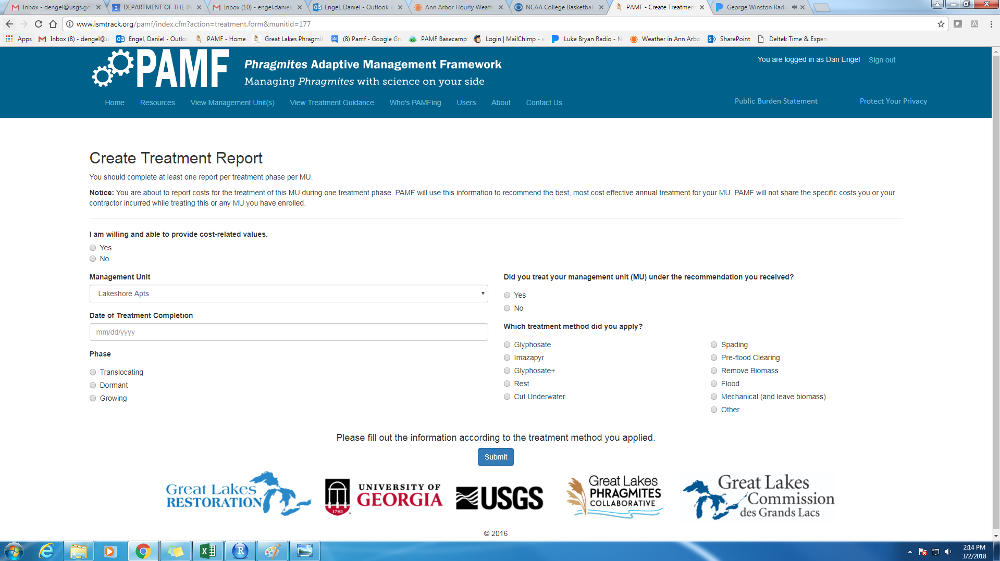 Inbox - dengel@usgs.go
DEPARTMENT OF THE IN
Inbox (10) - engel.daniel
Engel, Daniel - Outlook
Ann Arbor Hourly Weath
NCAA College Basketball
PAMF - Create Treatmen
George Winston Radi
www.ismtrack.org/pamf/index.cfm?action=treatment.form&munitid=177
Apps
Inbox (8) - dengel@u
Engel, Daniel - Outlo
PAMF - Home
Great Lakes Phragmit
(8) Pamf - Google Gr
PAMF Basecamp
Login | MailChimp - e
Luke Bryan Radio - N
Weather in Ann Arbo
SharePoint
Deltek Time & Expen
PAMF
Phragmites Adaptive Management Framework
Managing Phragmites with science on your side
You are logged in as Dan Engel Sign out
Home Resources View Management Unit(s) View Treatment Guidance Who's PAMFing Users About Contact Us
Public Burden Statement Protect Your Privacy
Create Treatment Report
You should complete at least one report per treatment phase per MU.
Notice: You are about to report costs for the treatment of this MU during one treatment phase. PAMF will use this information to recommend the best, most cost effective annual treatment for your MU. PAMF will not share the specific costs you or your
contractor incurred while treating this or any MU you have enrolled.
I am willing and able to provide cost-related values.
Yes
No
Management Unit
Lakeshore Apts
Date of Treatment Completion
mm/dd/yyyy
Phase
Translocating
Dormant
Growing
Did you treat your management unit (MU) under the recommendation you received?
Yes
No
Which treatment method did you apply?
Glyphosate
Imazapyr
Glyphosate+
Rest
Cut Underwater
Spading
Pre-flood Clearing
Remove Biomass
Flood
Mechanical (and leave biomass)
Other
Please fill out the information according to the treatment method you applied.
Submit
Great Lakes
RESTORATION
1785
UNIVERSITY OF
GEORGIA
USGS
Great Lakes
PHRAGMITES
COLLABORATIVE
Great Lakes
Commission
des Grands Lacs
© 2016
2:14 PM
3/2/2018